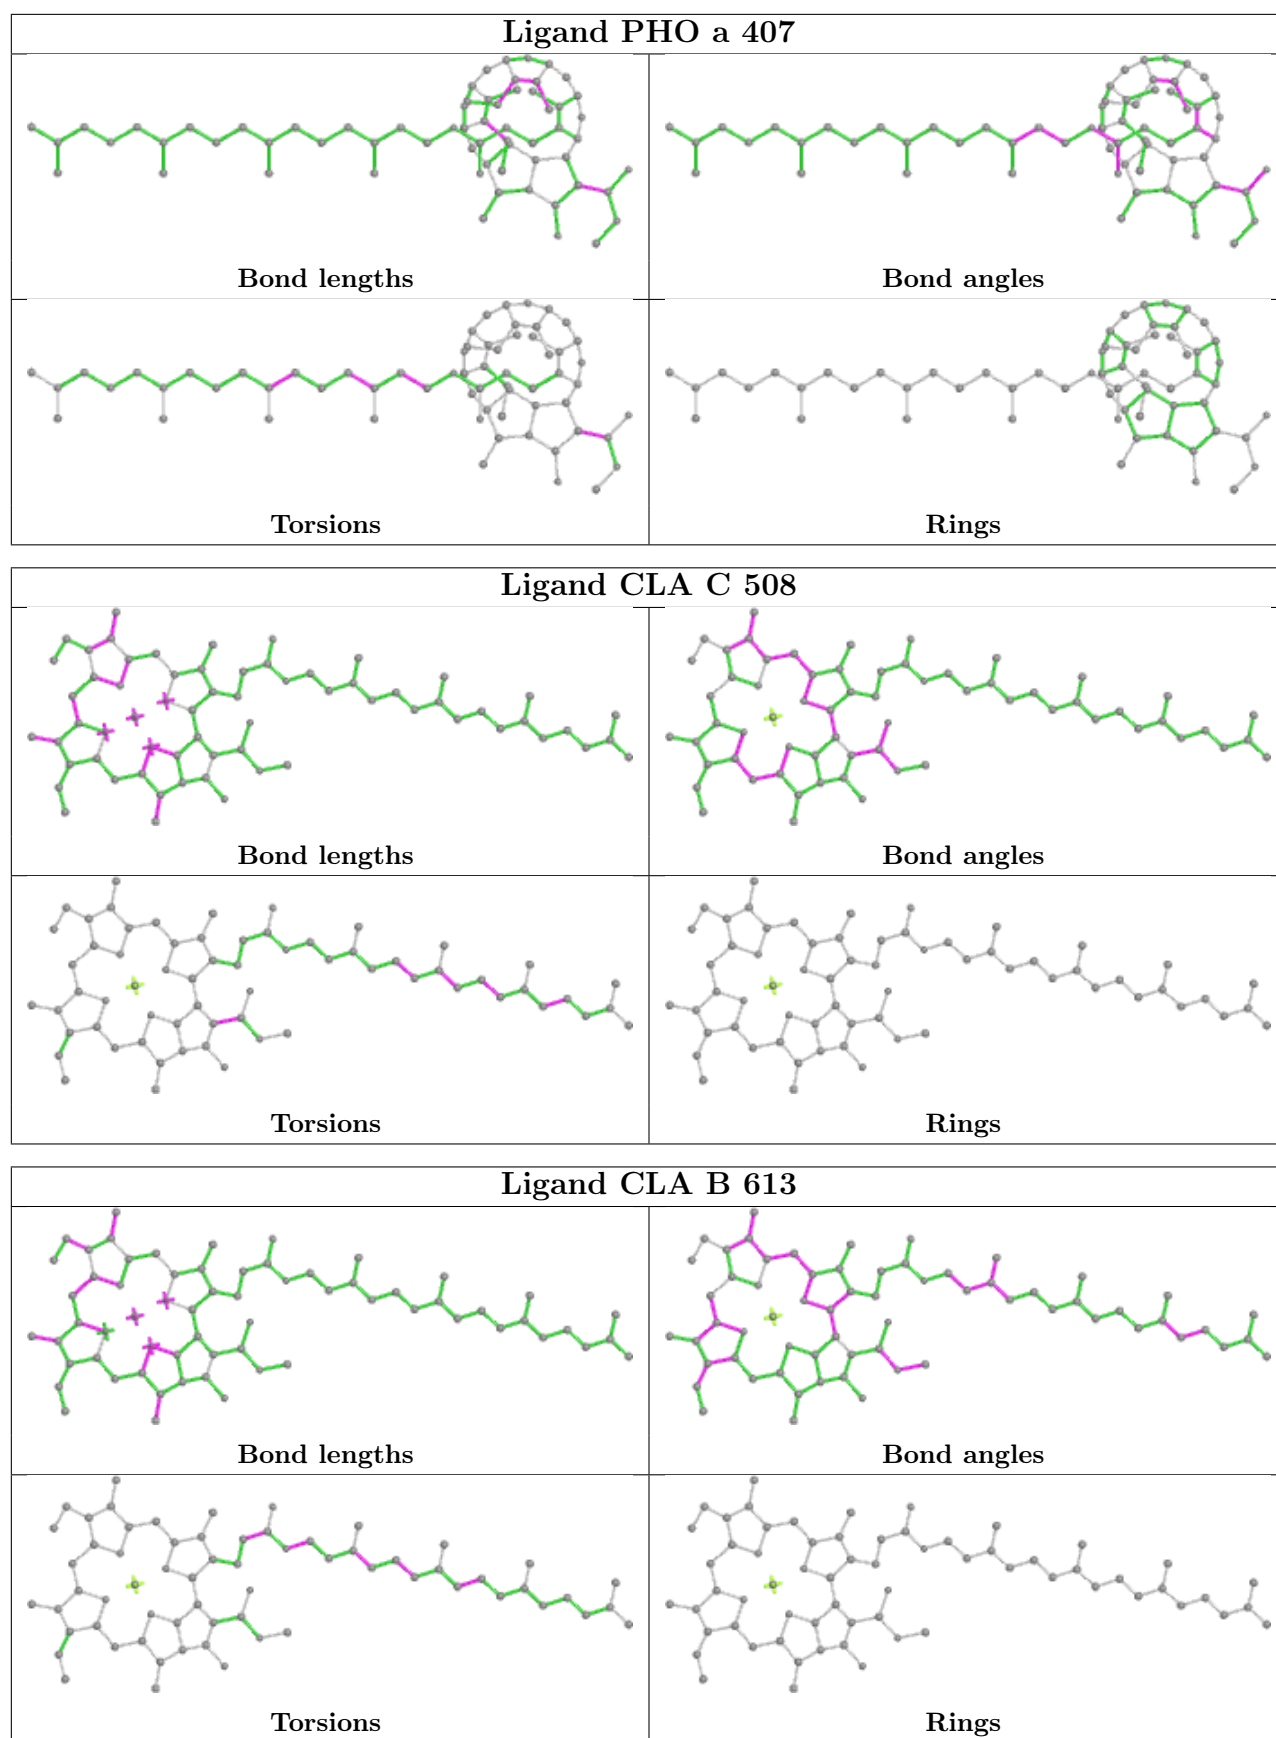 Ligand PHO a 407
Bond lengths
Bond angles
Torsions
Rings
Ligand CLA C 508
Bond lengths
Bond angles
Torsions
Rings
Ligand CLA B 613
Bond lengths
Bond angles
Torsions
Rings